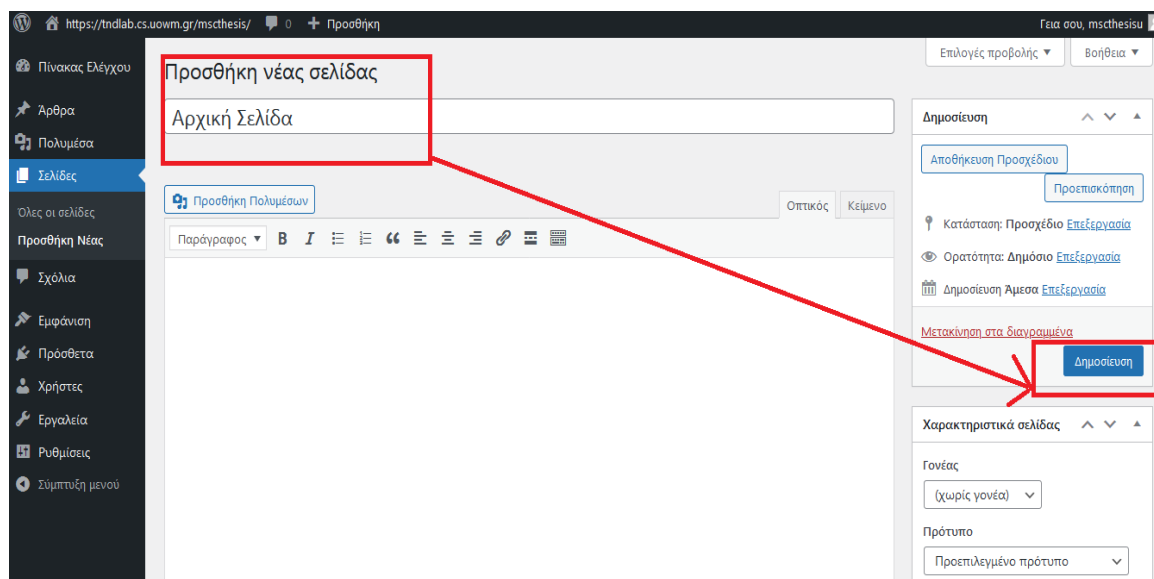 https://tndlab.cs.uowm.gr/mscthesis/ 0 + Προσθήκη
Γεια σου, mscthesisu
Πίνακας Ελέγχου
Άρθρα
Πολυμέσα
Σελίδες
Όλες οι σελίδες
Προσθήκη Νέας
Σχόλια
Εμφάνιση
Πρόσθετα
Χρήστες
Εργαλεία
Ρυθμίσεις
Σύμπτυξη μενού
Επιλογές προβολής ▼ Βοήθεια ▼
Προσθήκη νέας σελίδας
Αρχική Σελίδα
Προσθήκη Πολυμέσων
Οπτικός Κείμενο
Παράγραφος ▼ B I
Δημοσίευση
Αποθήκευση Προσχέδιου
Προεπισκόπηση
Κατάσταση: Προσχέδιο Επεξεργασία
Ορατότητα: Δημόσιο Επεξεργασία
Δημοσίευση Άμεσα Επεξεργασία
Μετακίνηση στα διαγραμμένα
Δημοσίευση
Χαρακτηριστικά σελίδας
Γονέας
(χωρίς γονέα)
Πρότυπο
Προεπιλεγμένο πρότυπο